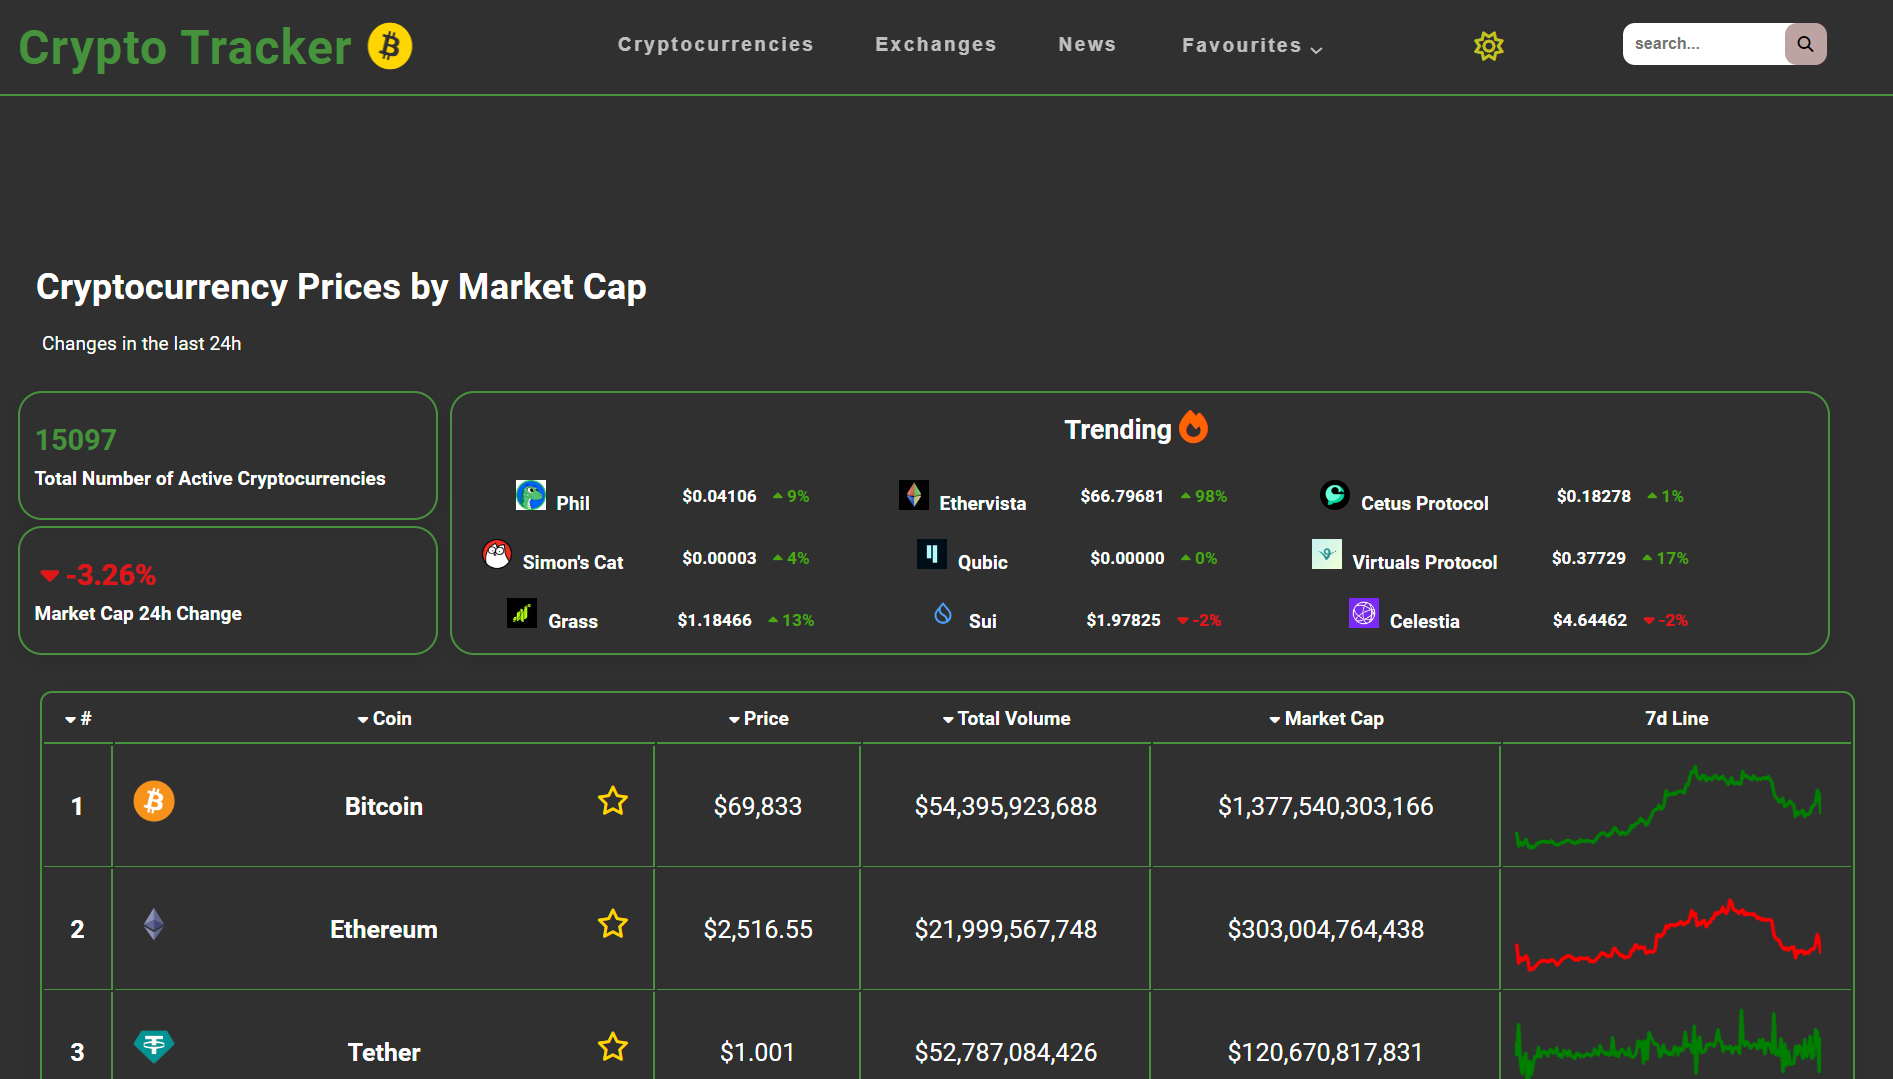 Crypto Tracker
Cryptocurrencies Exchanges News Favourites
search...
Cryptocurrency Prices by Market Cap
Changes in the last 24h
15097
Total Number of Active Cryptocurrencies
-3.26%
Market Cap 24h Change
Trending
Phil $0.04106 9% Ethervista $66.79681 98% Cetus Protocol $0.18278 1%
Simon's Cat $0.00003 4% Qubic $0.00000 0% Virtuals Protocol $0.37729 17%
Grass $1.18466 13% Sui $1.97825 -2% Celestia $4.64462 -2%
# Coin Price Total Volume Market Cap 7d Line
1 Bitcoin $69,833 $54,395,923,688 $1,377,540,303,166
2 Ethereum $2,516.55 $21,999,567,748 $303,004,764,438
3 Tether $1.001 $52,787,084,426 $120,670,817,831